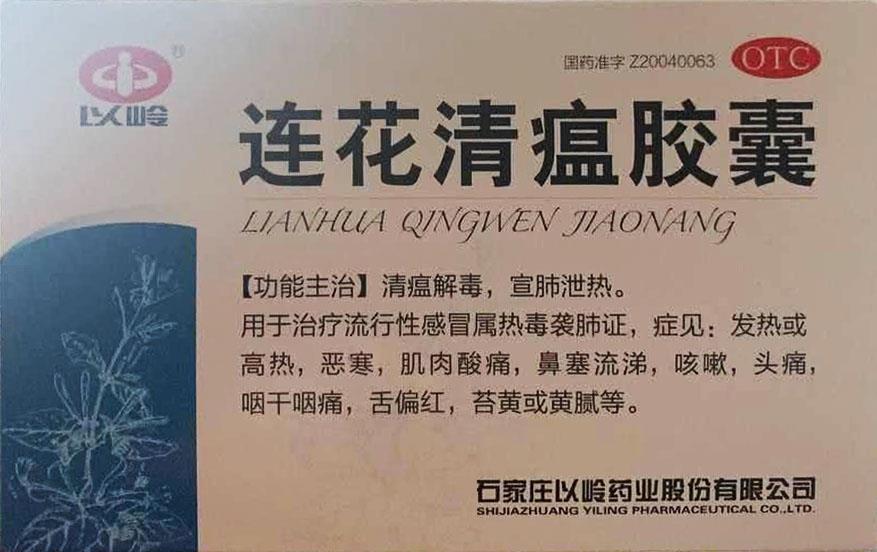 以岭
®
国药准字 Z20040063
OTC
连花清瘟胶囊
LIANHUA QINGWEN JIAONANG
【功能主治】清瘟解毒，宣肺泄热。
用于治疗流行性感冒属热毒袭肺证，症见：发热或
高热，恶寒，肌肉酸痛，鼻塞流涕，咳嗽，头痛，
咽干咽痛，舌偏红，苔黄或黄腻等。
石家庄以岭药业股份有限公司
SHIJIAZHUANG YILING PHARMACEUTICAL CO.,LTD.